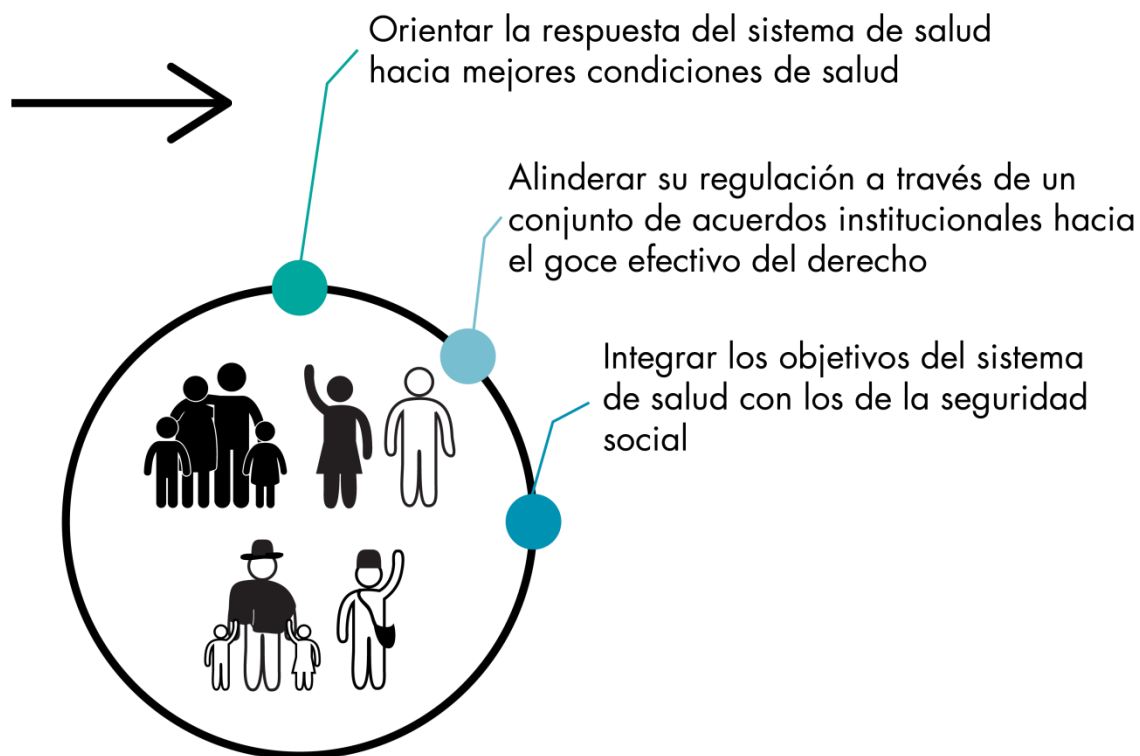 Orientar la respuesta del sistema de salud
hacia mejores condiciones de salud
Alinderar su regulación a través de un
conjunto de acuerdos institucionales hacia
el goce efectivo del derecho
Integrar los objetivos del sistema
de salud con los de la seguridad
social